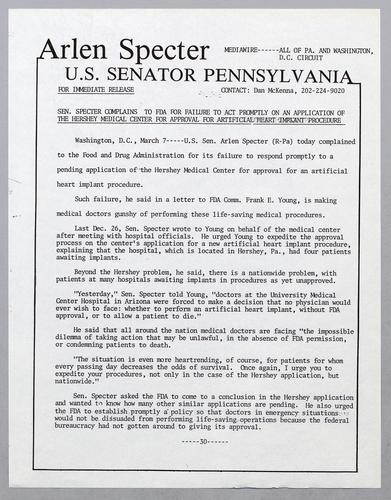 Arlen Specter
MEDIAWIRE------ALL OF PA. AND WASHINGTON,
D.C. CIRCUIT
U.S. SENATOR PENNSYLVANIA
FOR IMMEDIATE RELEASE
CONTACT: Dan McKenna, 202-224-9020
SEN. SPECTER COMPLAINS TO FDA FOR FAILURE TO ACT PROMPTLY ON AN APPLICATION OF
THE HERSHEY MEDICAL CENTER FOR APPROVAL FOR ARTIFICIAL HEART IMPLANT PROCEDURE
Washington, D.C., March 7-----U.S. Sen. Arlen Specter (R-Pa) today complained
to the Food and Drug Administration for its failure to respond promptly to a
pending application of the Hershey Medical Center for approval for an artificial
heart implant procedure.
Such failure, he said in a letter to FDA Comm. Frank E. Young, is making
medical doctors gunshy of performing these life-saving medical procedures.
Last Dec. 26, Sen. Specter wrote to Young on behalf of the medical center
after meeting with hospital officials. He urged Young to expedite the approval
process on the center's application for a new artificial heart implant procedure,
explaining that the hospital, which is located in Hershey, Pa., had four patients
awaiting implants.
Beyond the Hershey problem, he said, there is a nationwide problem, with
patients at many hospitals awaiting implants in procedures as yet unapproved.
"Yesterday," Sen. Specter told Young, "doctors at the University Medical
Center Hospital in Arizona were forced to make a decision that no physician would
ever wish to face: whether to perform an artificial heart implant, without FDA
approval, or to allow a patient to die."
He said that all around the nation medical doctors are facing "the impossible
dilemma of taking action that may be unlawful, in the absence of FDA permission,
or condemning patients to death.
"The situation is even more heartrending, of course, for patients for whom
every passing day decreases the odds of survival. Once again, I urge you to
expedite your procedures, not only in the case of the Hershey application, but
nationwide."
Sen. Specter asked the FDA to come to a conclusion in the Hershey application
and wanted to know how many other similar applications are pending. He also urged
the FDA to establish promptly a policy so that doctors in emergency situations
would not be dissuaded from performing life-saving operations because the federal
bureaucracy had not gotten around to giving its approval.
-----30------